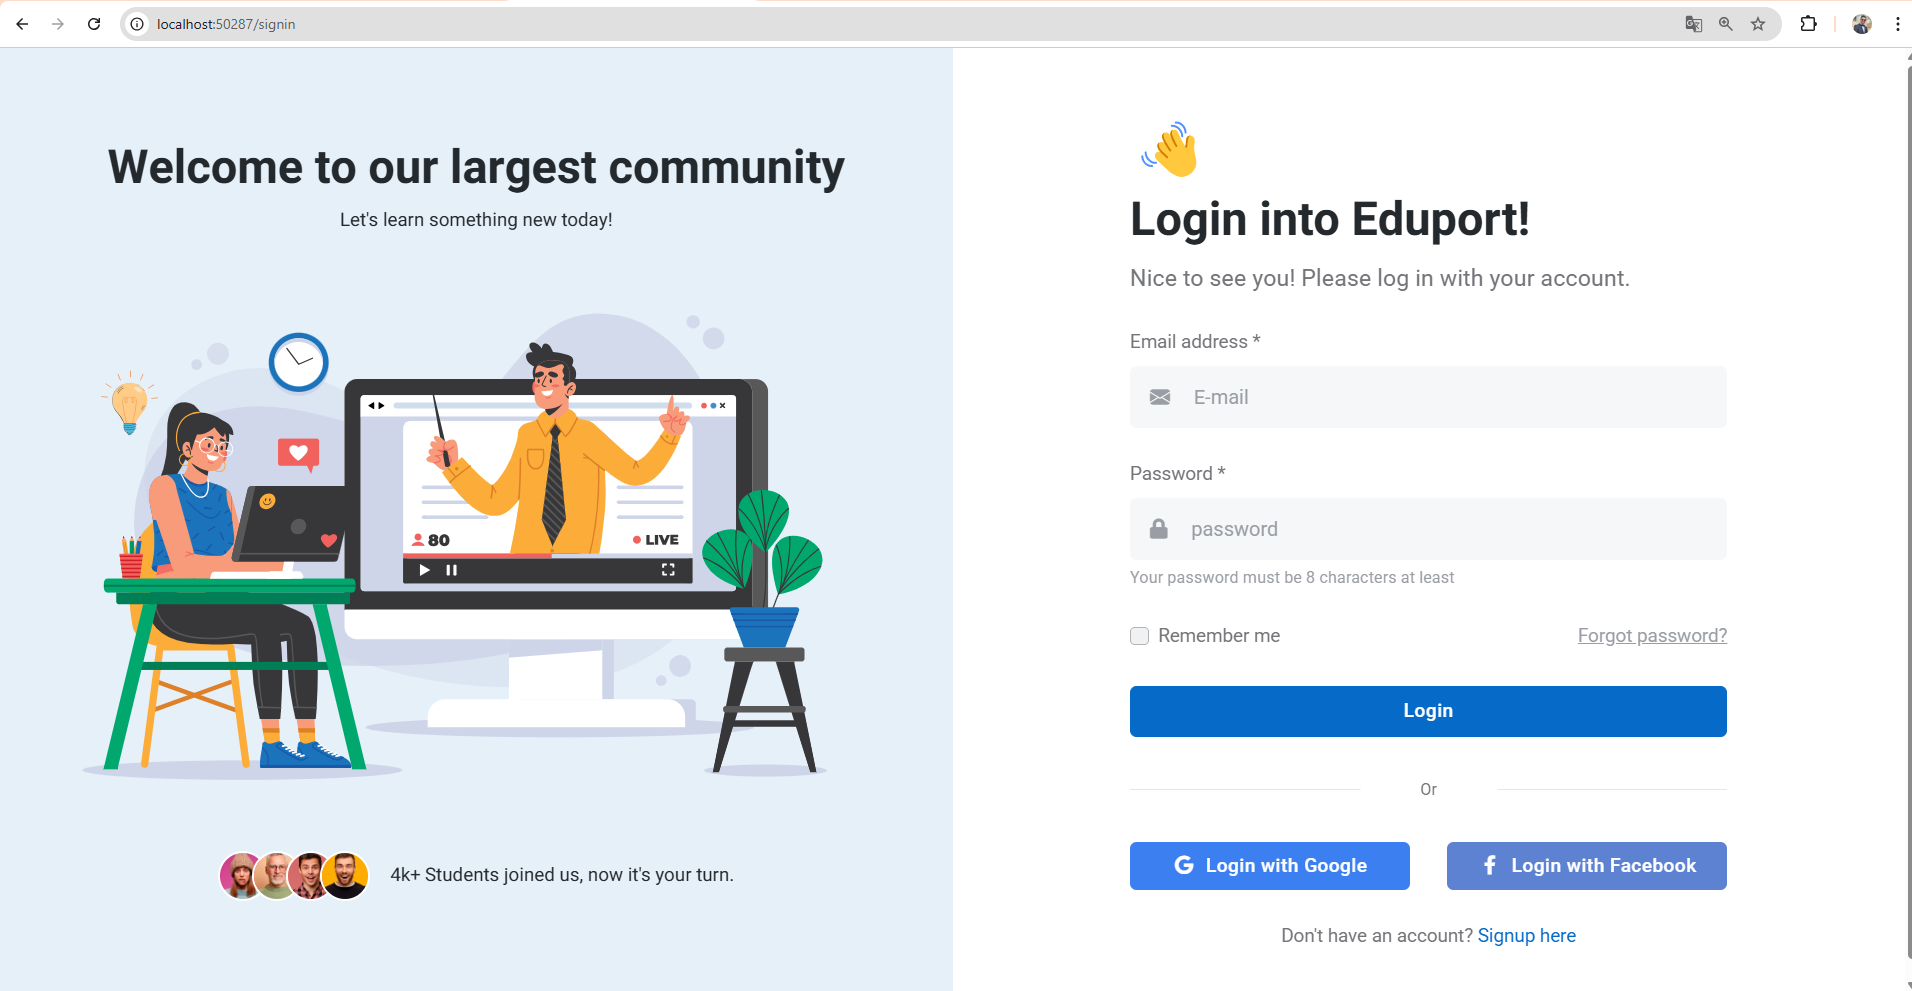 localhost:50287/signin
Welcome to our largest community
Let's learn something new today!
80
LIVE
4k+ Students joined us, now it's your turn.
Login into Eduport!
Nice to see you! Please log in with your account.
Email address *
E-mail
Password *
password
Your password must be 8 characters at least
Remember me
Forgot password?
Login
Or
G Login with Google
f Login with Facebook
Don't have an account? Signup here